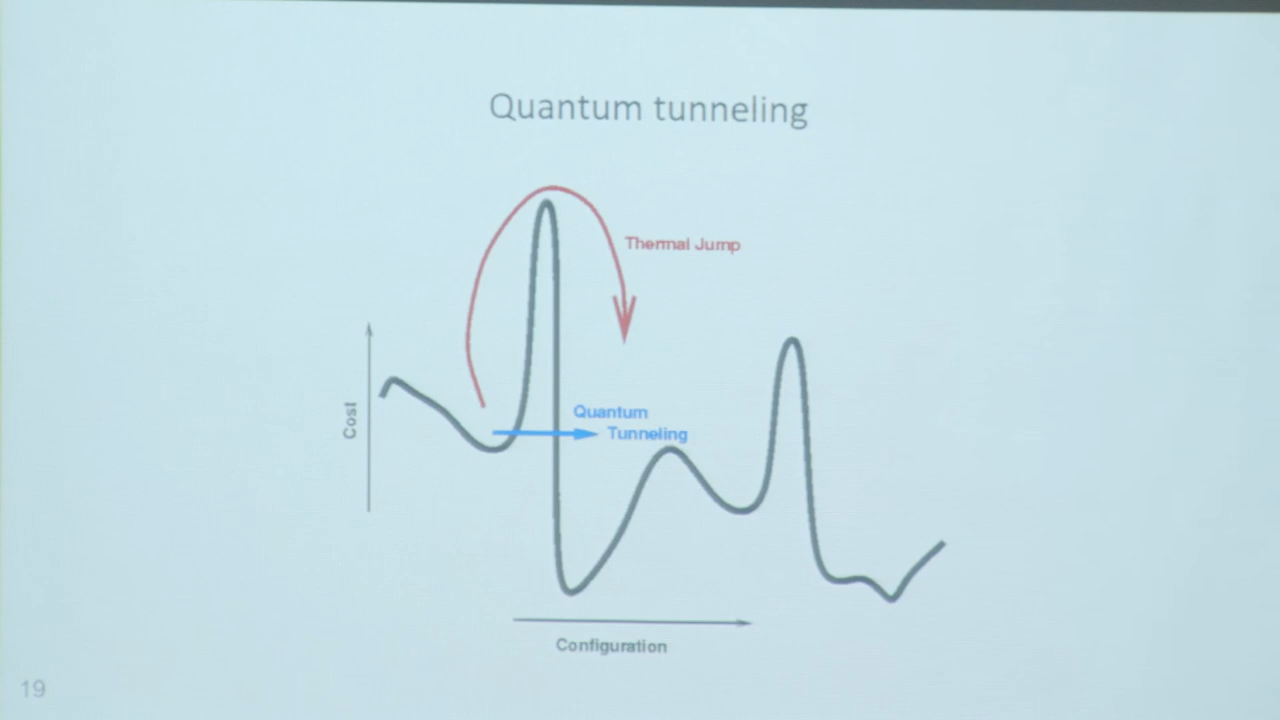 Quantum tunneling
Thermal Jump
Cost
Quantum
Tunneling
Configuration
19